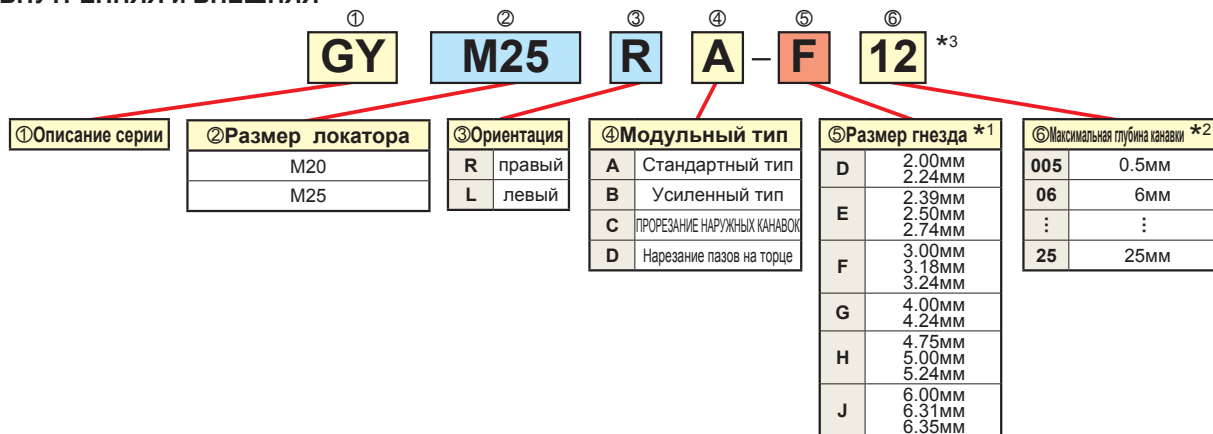 ВНУТРЕННЯЯ И ВНЕШНЯЯ
① ② ③ ④ ⑤ ⑥
GY M25 R A – F 12 *3
①Описание серии
②Размер локатора
M20
M25
③Ориентация
R правый
L левый
④Модульный тип
A Стандартный тип
B Усиленный тип
C ПРОРЕЗАНИЕ НАРУЖНЫХ КАНАВОК
D Нарезание пазов на торце
⑤Размер гнезда *1
D 2.00мм
2.24мм
E 2.39мм
2.50мм
2.74мм
F 3.00мм
3.18мм
3.24мм
G 4.00мм
4.24мм
H 4.75мм
5.00мм
5.24мм
J 6.00мм
6.31мм
6.35мм
⑥Максимальная глубина канавки *2
005 0.5мм
06 6мм
⋮ ⋮
25 25мм